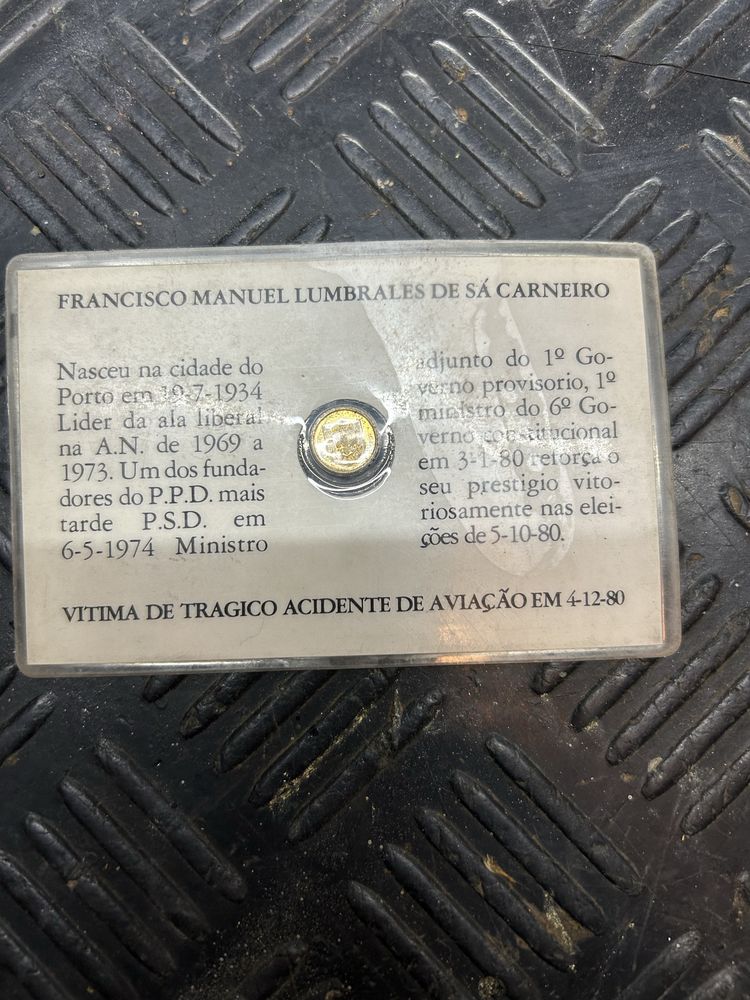 FRANCISCO MANUEL LUMBRALES DE SÁ CARNEIRO
Nasceu na cidade do
Porto em 19-7-1934
Lider da ala liberal
na A.N. de 1969 a
1973. Um dos funda-
dores do P.P.D. mais
tarde P.S.D. em
6-5-1974 Ministro
adjunto do 1º Go-
verno provisorio, 1º
ministro do 6º Go-
verno constitucional
em 3-1-80 reforça o
seu prestigio vito-
riosamente nas elei-
ções de 5-10-80.
VITIMA DE TRAGICO ACIDENTE DE AVIAÇÃO EM 4-12-80